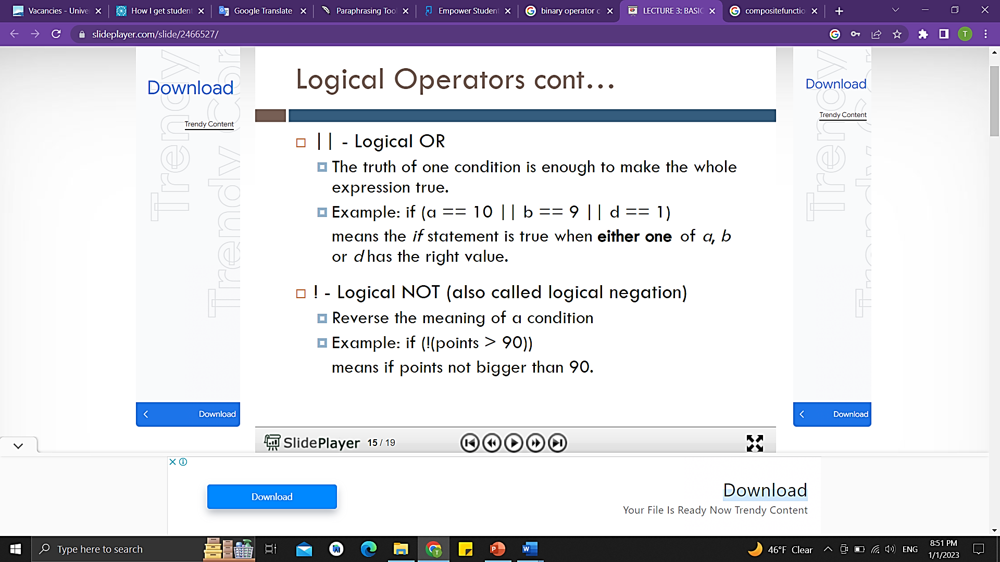 Vacancies - Unive
How I get student
Google Translate
Paraphrasing Too
Empower Student
binary operator c
LECTURE 3: BASIC
compositefunctio
slideplayer.com/slide/2466527/
T
Trendy
Trendy Con
Download
Trendy Content
Download
Logical Operators cont...
|| - Logical OR
The truth of one condition is enough to make the whole
expression true.
Example: if (a == 10 || b == 9 || d == 1)
means the if statement is true when either one of a, b
or d has the right value.
! - Logical NOT (also called logical negation)
Reverse the meaning of a condition
Example: if (!(points > 90))
means if points not bigger than 90.
Trendy
Download
Trendy Content
Download
SlidePlayer 15 / 19
Download
Download
Your File Is Ready Now Trendy Content
Type here to search
46°F Clear
ENG
8:51 PM
1/1/2023